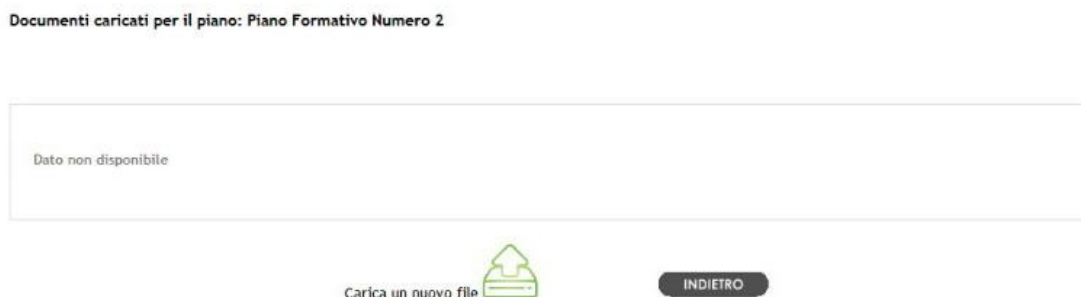 Documenti caricati per il piano: Piano Formativo Numero 2
Dato non disponibile
Carica un nuovo file
INDIETRO